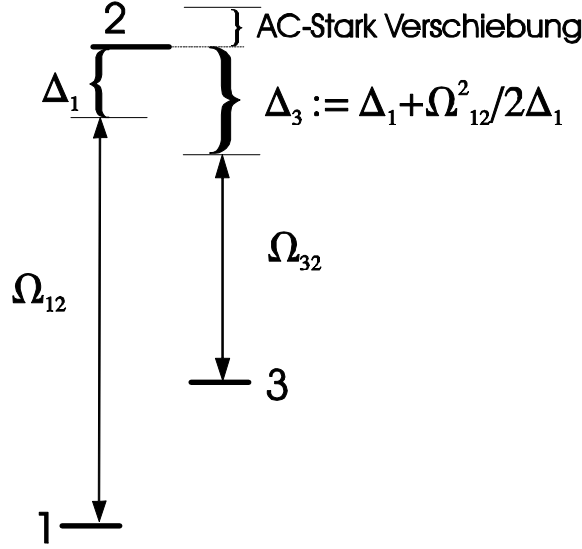 2
} AC-Stark Verschiebung
Δ₁ { } Δ₃ := Δ₁+Ω²₁₂/2Δ₁
Ω₃₂
Ω₁₂
3
1